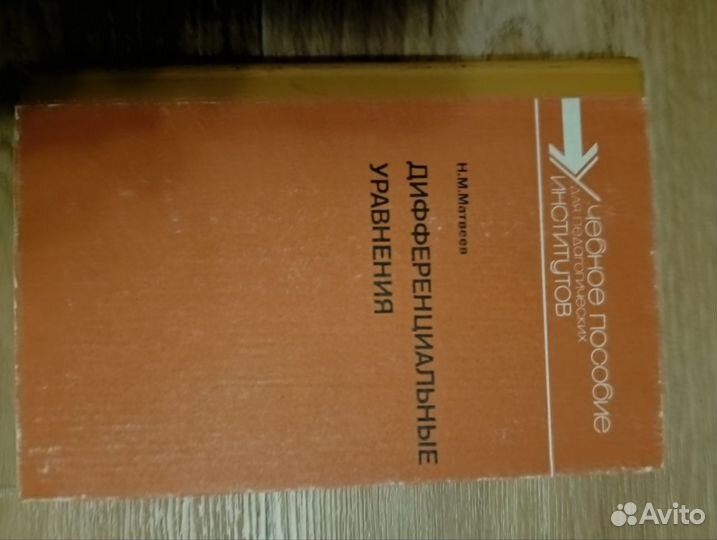 Учебное пособие
для педагогических
ИНСТИТУТОВ
Н.М.Матвеев
ДИФФЕРЕНЦИАЛЬНЫЕ
УРАВНЕНИЯ
Avito